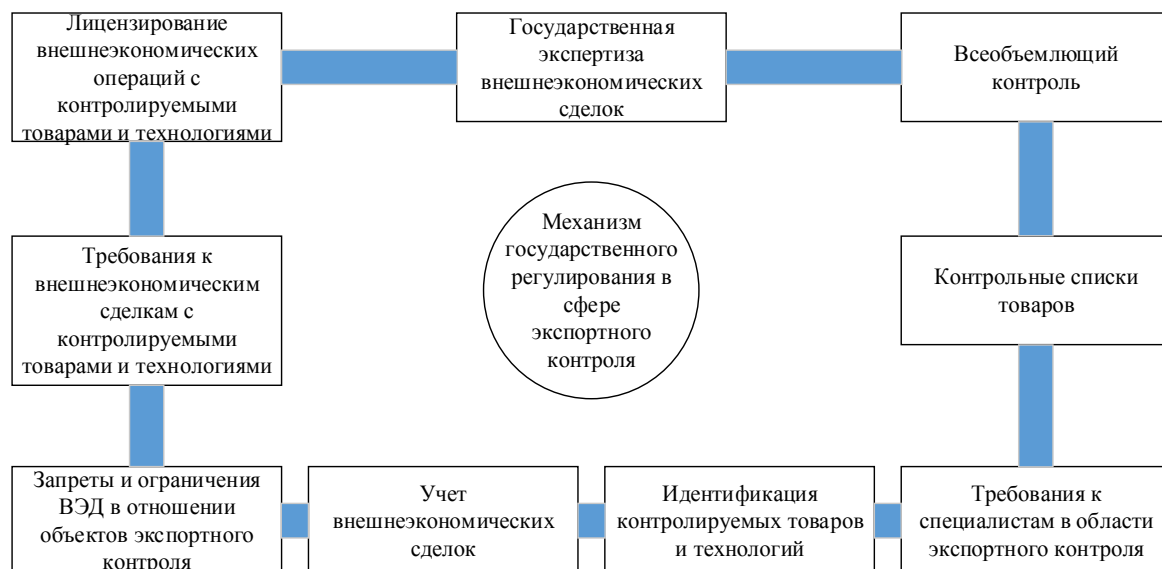 Лицензирование
внешнеэкономических
операций с
контролируемыми
товарами и технологиями
Государственная
экспертиза
внешнеэкономических
сделок
Всеобъемлющий
контроль
Требования к
внешнеэкономическим
сделкам с
контролируемыми
товарами и технологиями
Механизм
государственного
регулирования в
сфере
экспортного
контроля
Контрольные списки
товаров
Запреты и ограничения
ВЭД в отношении
объектов экспортного
контроля
Учет
внешнеэкономических
сделок
Идентификация
контролируемых товаров
и технологий
Требования к
специалистам в области
экспортного контроля